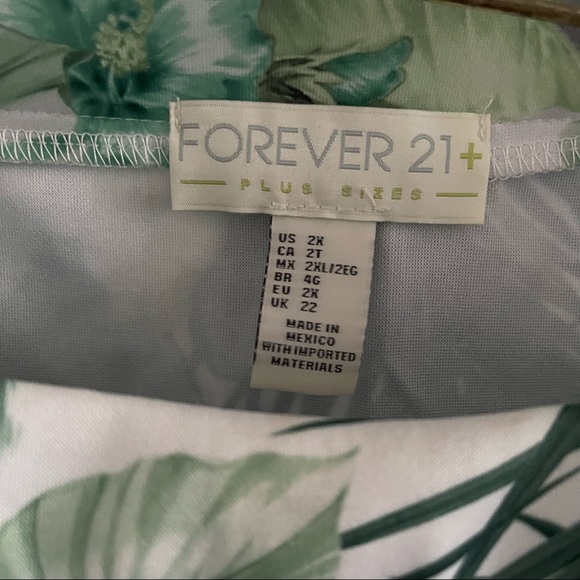 FOREVER 21+
PLUS SIZES
US 2X
CA 2T
MX 2XL/2EG
BR 4G
EU 2X
UK 22
MADE IN
MEXICO
WITH IMPORTED
MATERIALS